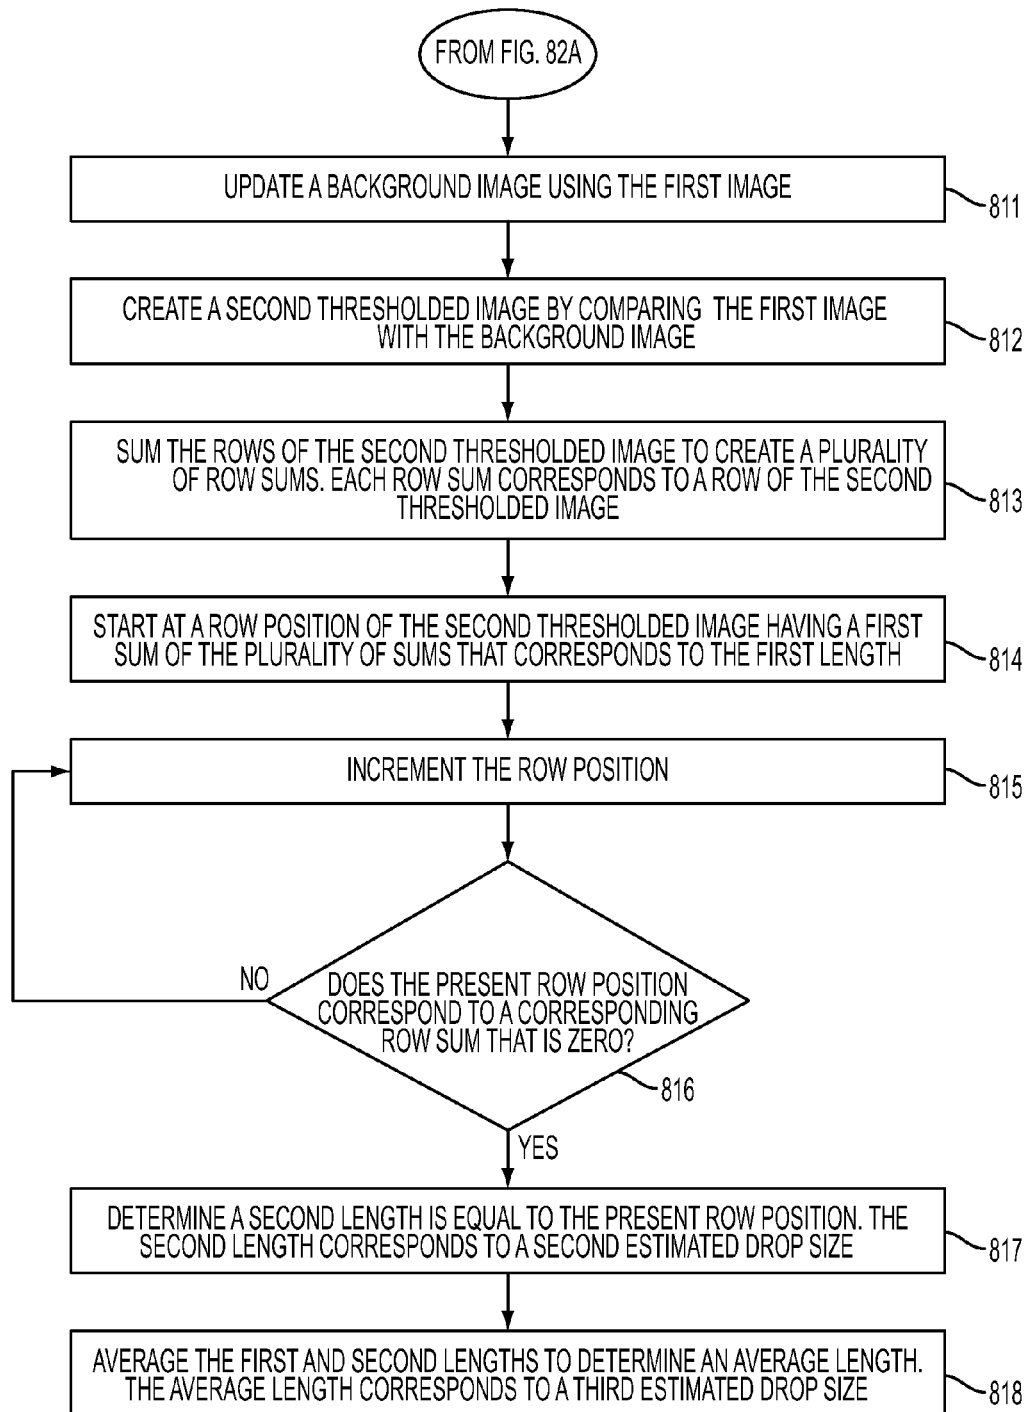 FROM FIG. 82A
UPDATE A BACKGROUND IMAGE USING THE FIRST IMAGE
811
CREATE A SECOND THRESHOLDED IMAGE BY COMPARING THE FIRST IMAGE
WITH THE BACKGROUND IMAGE
812
SUM THE ROWS OF THE SECOND THRESHOLDED IMAGE TO CREATE A PLURALITY
OF ROW SUMS. EACH ROW SUM CORRESPONDS TO A ROW OF THE SECOND
THRESHOLDED IMAGE
813
START AT A ROW POSITION OF THE SECOND THRESHOLDED IMAGE HAVING A FIRST
SUM OF THE PLURALITY OF SUMS THAT CORRESPONDS TO THE FIRST LENGTH
814
INCREMENT THE ROW POSITION
815
NO
DOES THE PRESENT ROW POSITION
CORRESPOND TO A CORRESPONDING
ROW SUM THAT IS ZERO?
816
YES
DETERMINE A SECOND LENGTH IS EQUAL TO THE PRESENT ROW POSITION. THE
SECOND LENGTH CORRESPONDS TO A SECOND ESTIMATED DROP SIZE
817
AVERAGE THE FIRST AND SECOND LENGTHS TO DETERMINE AN AVERAGE LENGTH.
THE AVERAGE LENGTH CORRESPONDS TO A THIRD ESTIMATED DROP SIZE
818